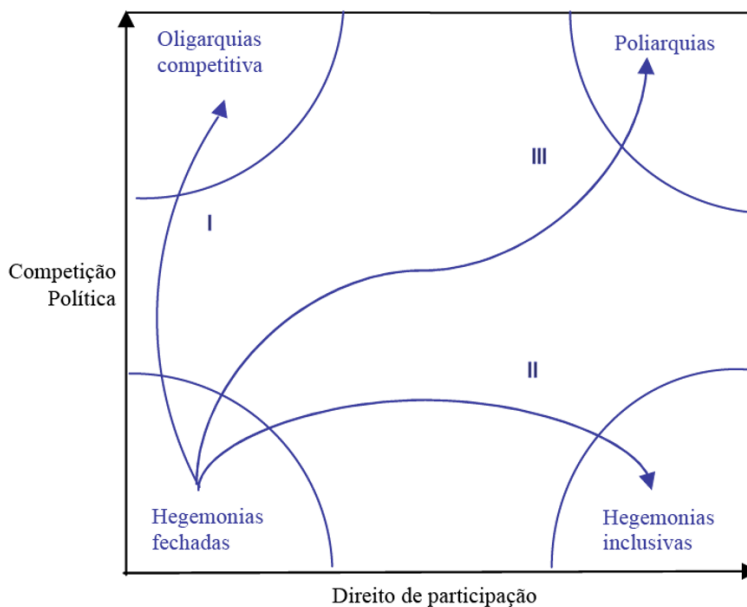 Oligarquias
competitiva
Poliarquias
III
I
Competição
Política
II
Hegemonias
fechadas
Hegemonias
inclusivas
Direito de participação